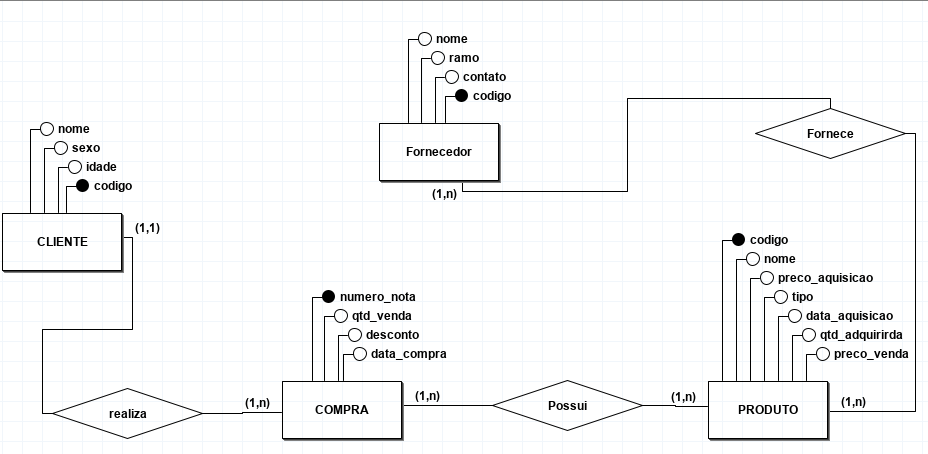 nome
ramo
contato
codigo
Fornecedor
(1,n)
Fornece
nome
sexo
idade
codigo
CLIENTE
(1,1)
codigo
nome
preco_aquisicao
tipo
data_aquisicao
qtd_adquirirda
preco_venda
numero_nota
qtd_venda
desconto
data_compra
realiza
(1,n)
COMPRA
(1,n)
Possui
(1,n)
PRODUTO
(1,n)